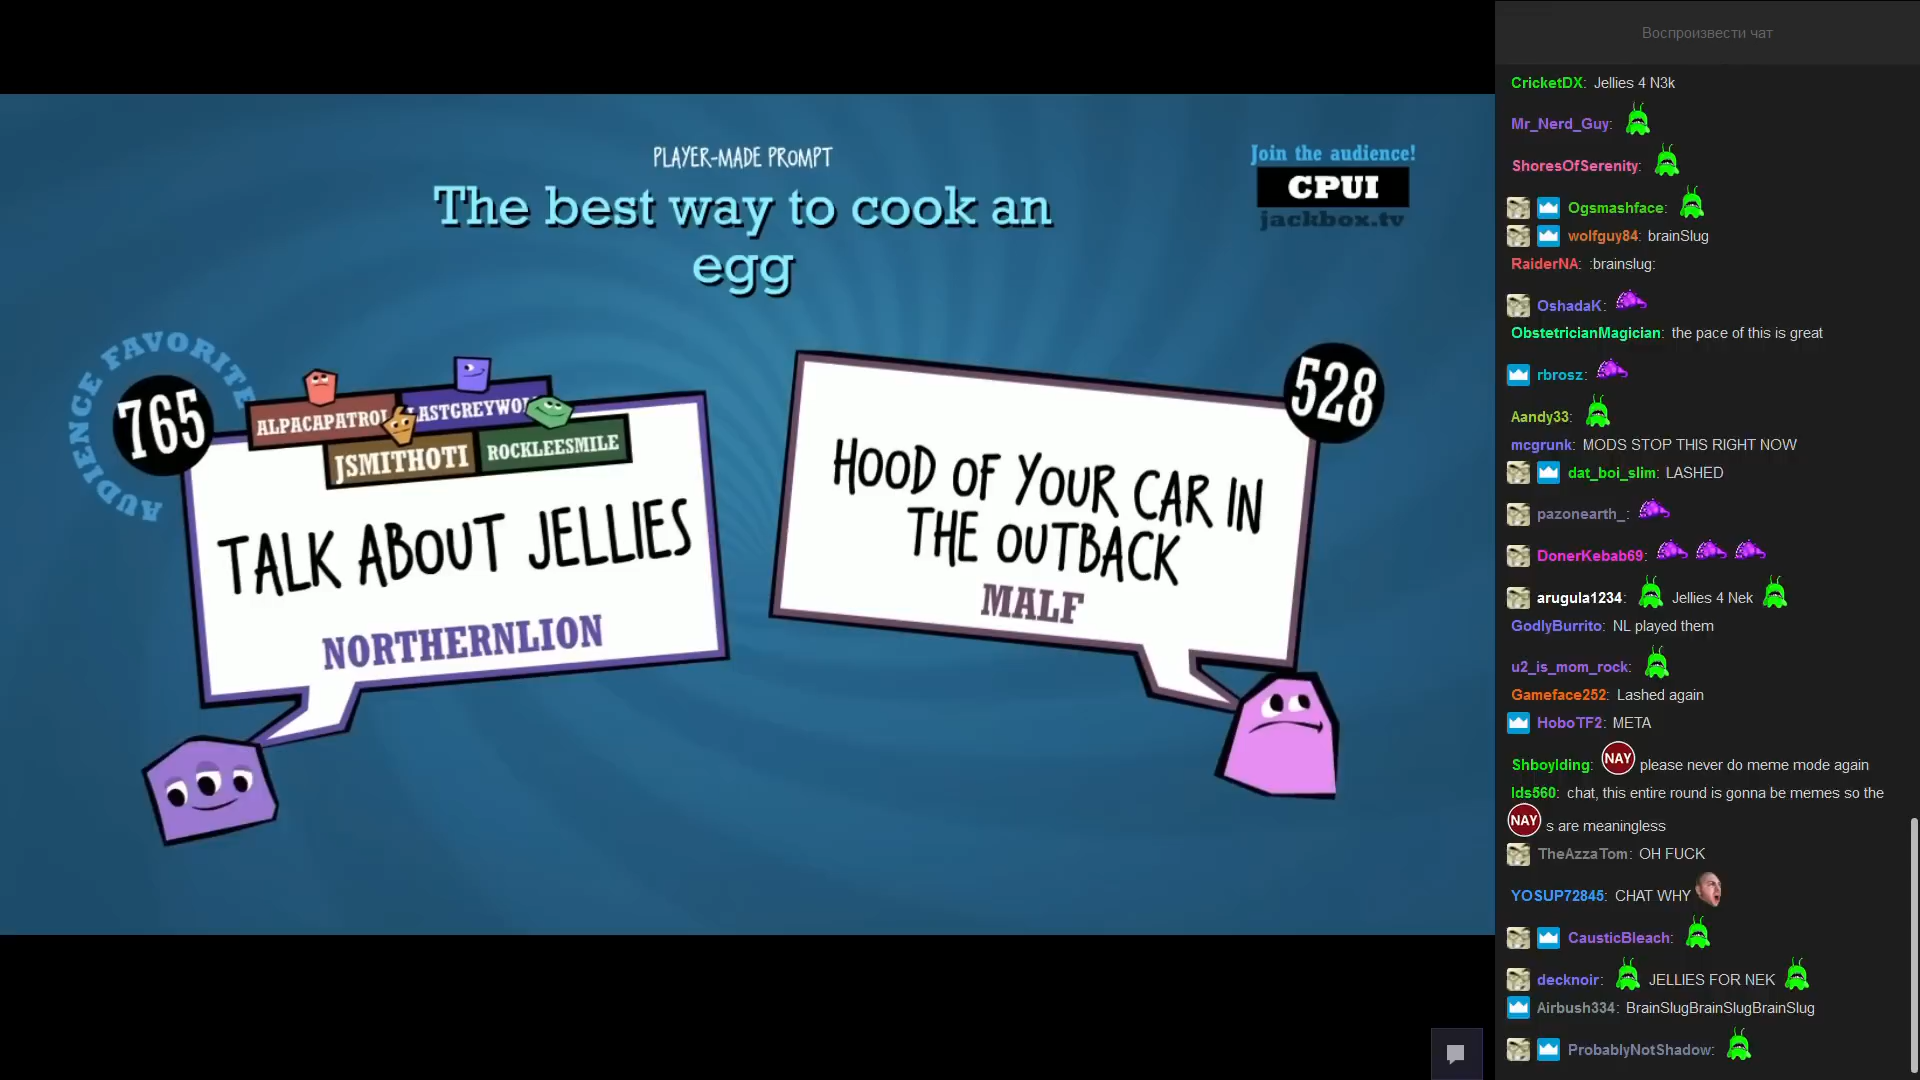 PLAYER-MADE PROMPT
The best way to cook an
egg
Join the audience!
CPUI
jackbox.tv
AUDIENCE FAVORITE
765
ALPACAPATROL
JSMITHOTI
ROCKLEESMILE
TALK ABOUT JELLIES
NORTHERNLION
528
HOOD OF YOUR CAR IN
THE OUTBACK
MALF
Воспроизвести чат
CricketDX: Jellies 4 N3k
Mr_Nerd_Guy:
ShoresOfSerenity:
Ogsmashface:
wolfguy84: brainSlug
RaiderNA: :brainslug:
OshadaK:
ObstetricianMagician: the pace of this is great
rbrosz:
Aandy33:
mcgrunk: MODS STOP THIS RIGHT NOW
dat_boi_slim: LASHED
pazonearth_:
DonerKebab69:
arugula1234: Jellies 4 Nek
GodlyBurrito: NL played them
u2_is_mom_rock:
Gameface252: Lashed again
HoboTF2: META
Shboylding: NAY please never do meme mode again
lds560: chat, this entire round is gonna be memes so the
NAY s are meaningless
TheAzzaTom: OH FUCK
YOSUP72845: CHAT WHY
CausticBleach:
decknoir: JELLIES FOR NEK
Airbush334: BrainSlugBrainSlugBrainSlug
ProbablyNotShadow: